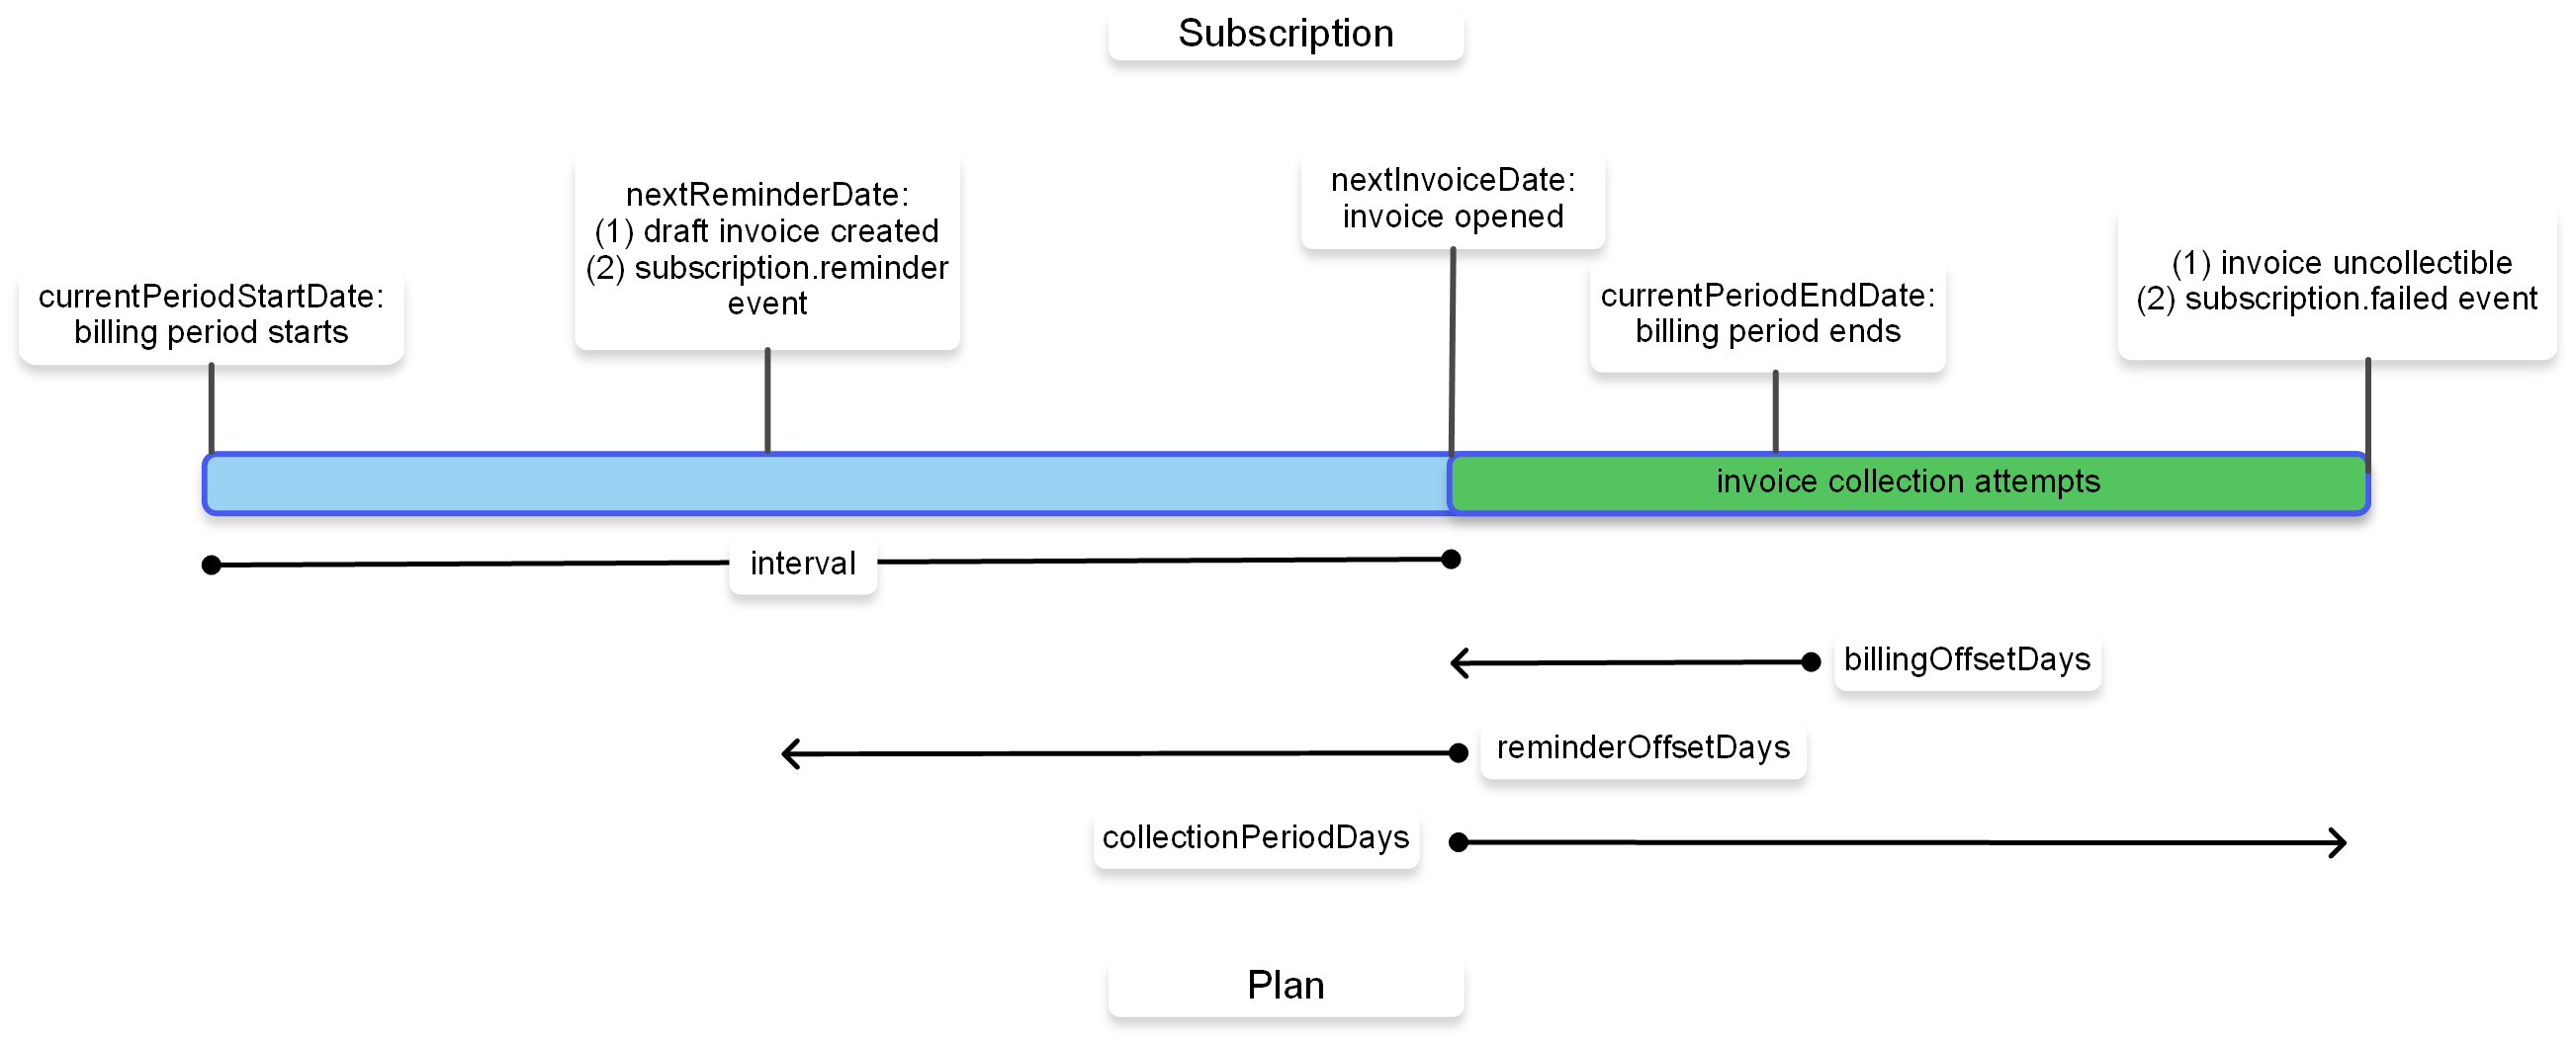 Subscription
currentPeriodStartDate:
billing period starts
nextReminderDate:
(1) draft invoice created
(2) subscription.reminder
event
nextInvoiceDate:
invoice opened
currentPeriodEndDate:
billing period ends
(1) invoice uncollectible
(2) subscription.failed event
invoice collection attempts
interval
billingOffsetDays
reminderOffsetDays
collectionPeriodDays
Plan